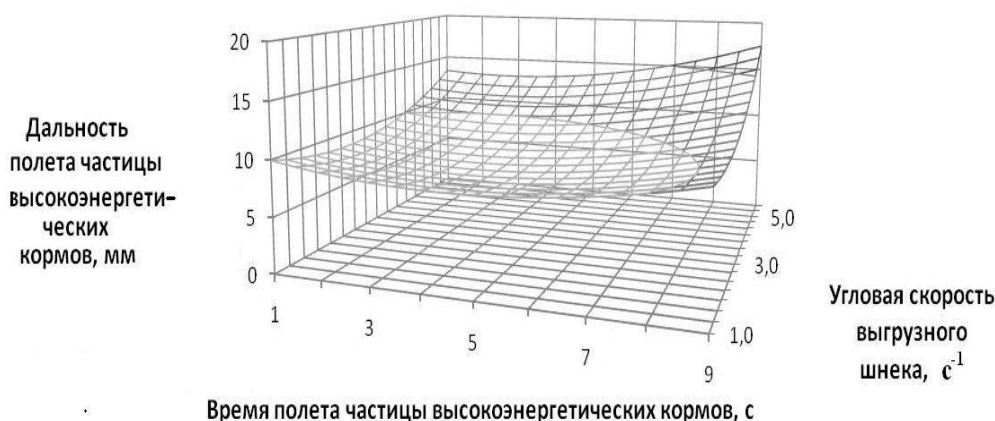 20
15
10
5
0
Дальность
полета частицы
высокоэнергети-
ческих
кормов, мм
1
3
5
7
9
1,0
3,0
5,0
Угловая скорость
выгрузного
шнека, с⁻¹
Время полета частицы высокоэнергетических кормов, с